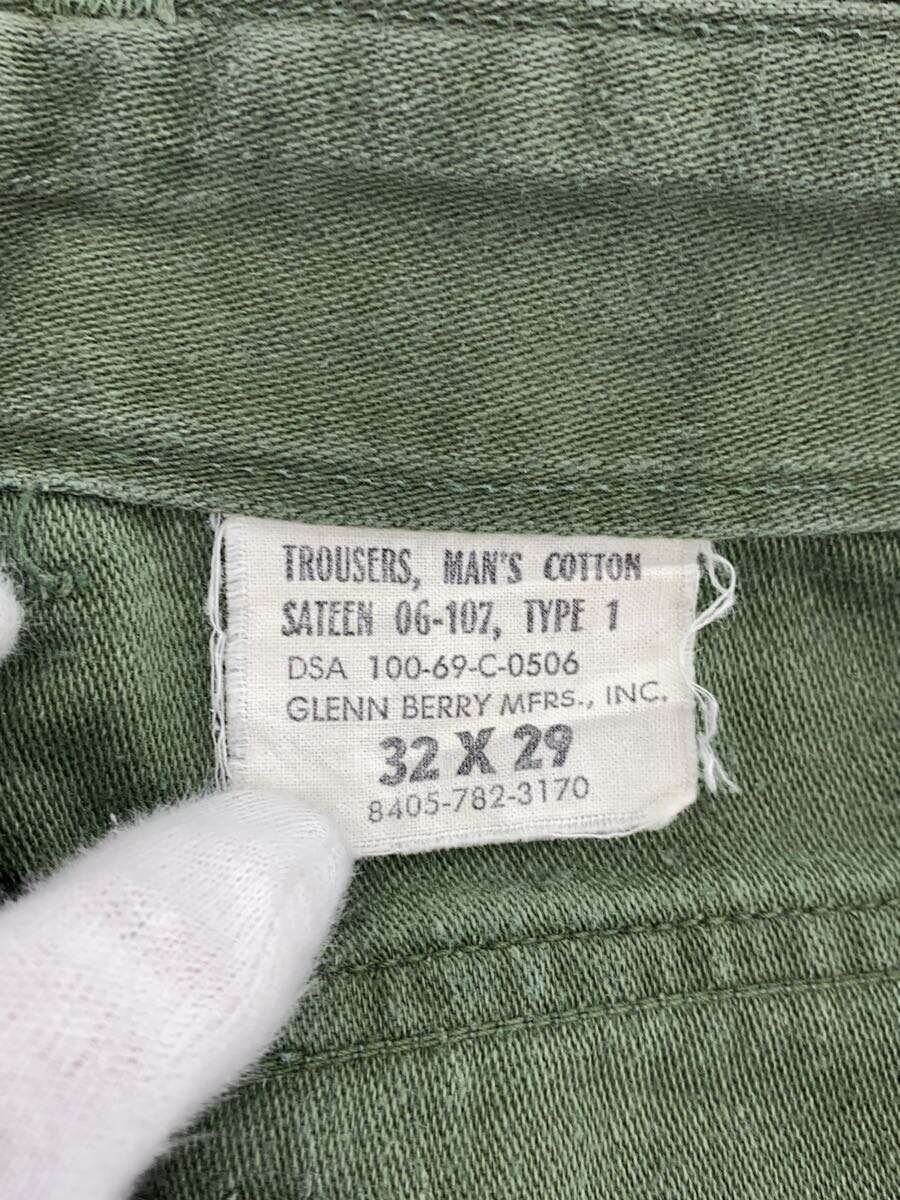 TROUSERS, MAN'S COTTON
SATEEN OG-107, TYPE 1
DSA 100-69-C-0506
GLENN BERRY MFRS., INC.
32 X 29
8405-782-3170